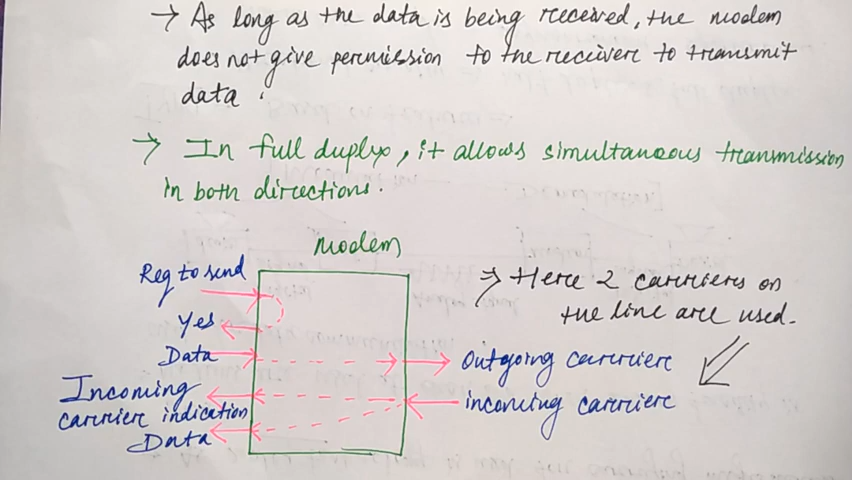 → As long as the data is being received, the modem
does not give permission to the receiver to transmit
data.
→ In full duplex, it allows simultaneous transmission
in both directions.
Modem
Req to send
Yes
Data
Incoming
carrier indication
Data
⇒ Here 2 carriers on
the line are used.
Outgoing carrier
incoming carrier